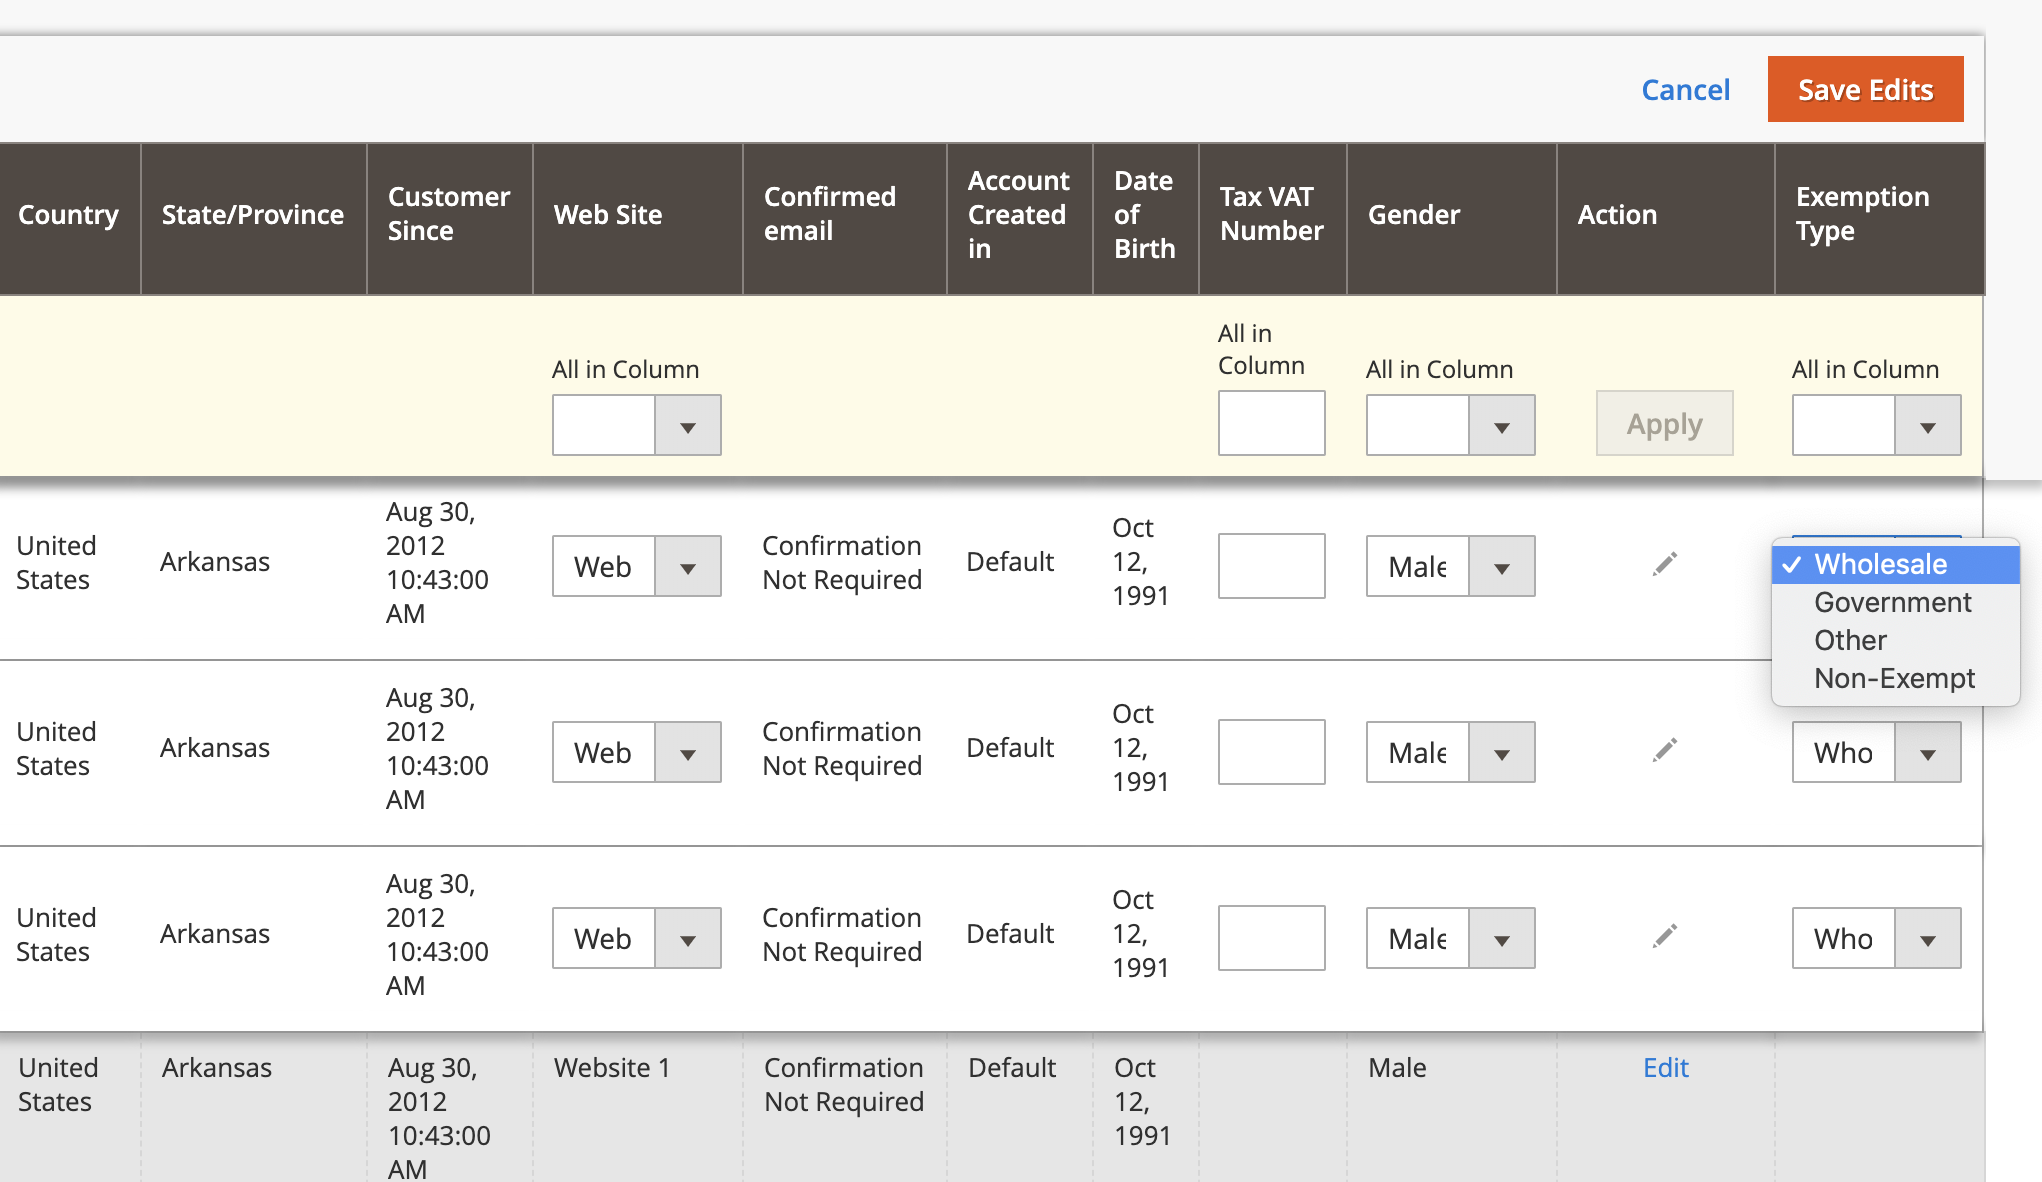 Cancel
Save Edits
Country
State/Province
Customer
Since
Web Site
Confirmed
email
Account
Created
in
Date
of
Birth
Tax VAT
Number
Gender
Action
Exemption
Type
All in Column
All in
Column
All in Column
Apply
All in Column
United
States
Arkansas
Aug 30,
2012
10:43:00
AM
Web
Confirmation
Not Required
Default
Oct
12,
1991
Male
Wholesale
Government
Other
Non-Exempt
United
States
Arkansas
Aug 30,
2012
10:43:00
AM
Web
Confirmation
Not Required
Default
Oct
12,
1991
Male
Who
United
States
Arkansas
Aug 30,
2012
10:43:00
AM
Web
Confirmation
Not Required
Default
Oct
12,
1991
Male
Who
United
States
Arkansas
Aug 30,
2012
10:43:00
AM
Website 1
Confirmation
Not Required
Default
Oct
12,
1991
Male
Edit